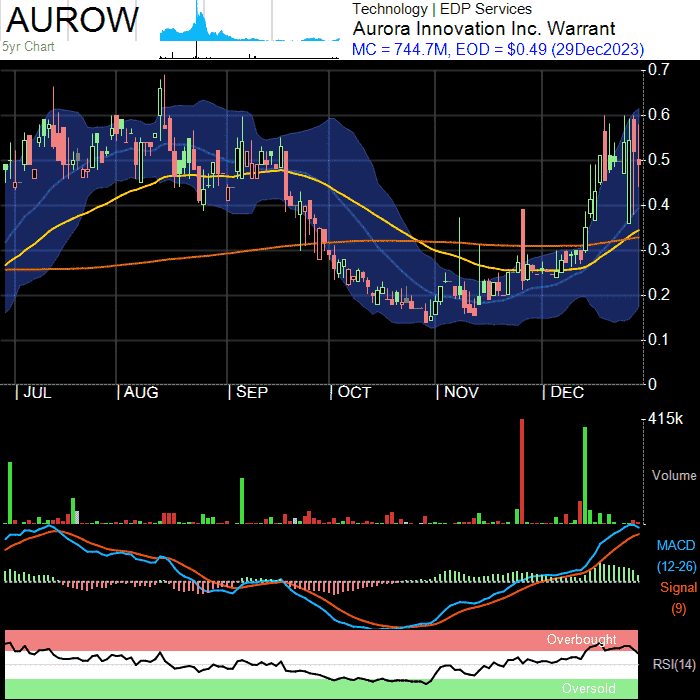 AUROW
5yr Chart
Technology | EDP Services
Aurora Innovation Inc. Warrant
MC = 744.7M, EOD = $0.49 (29Dec2023)
0.7
0.6
0.5
0.4
0.3
0.2
0.1
0
| JUL | AUG | SEP | OCT | NOV | DEC
415k
Volume
MACD
(12-26)
Signal
(9)
Overbought
RSI(14)
Oversold